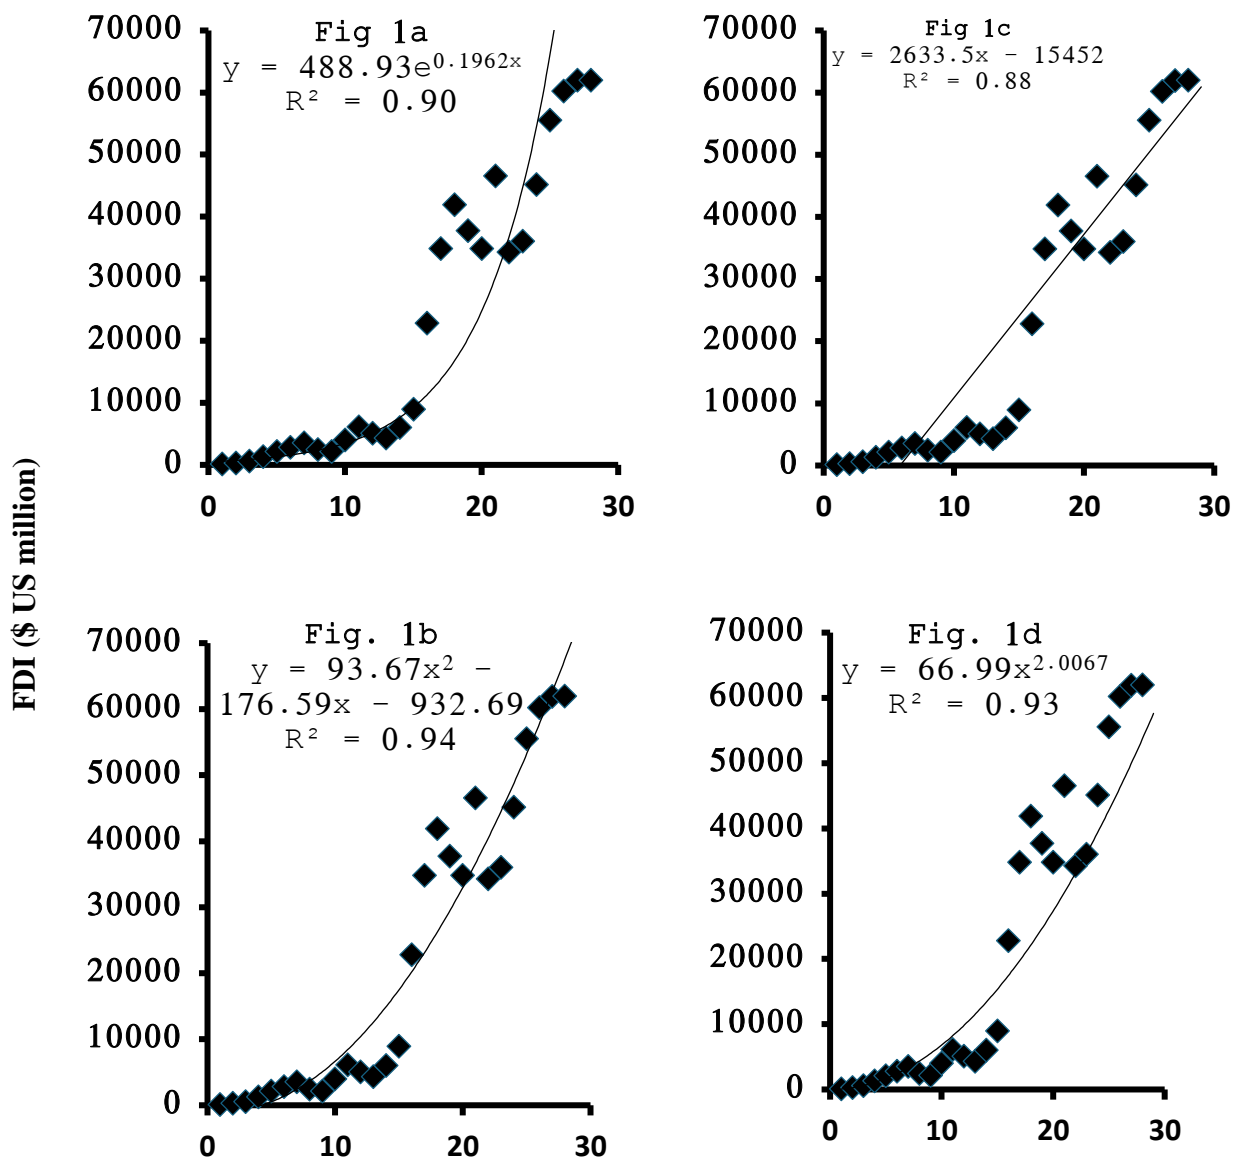 FDI ($ US million)
Fig 1a
y = 488.93e^0.1962x
R² = 0.90
70000
60000
50000
40000
30000
20000
10000
0
0 10 20 30
Fig 1c
y = 2633.5x - 15452
R² = 0.88
70000
60000
50000
40000
30000
20000
10000
0
0 10 20 30
Fig. 1b
y = 93.67x² -
176.59x - 932.69
R² = 0.94
70000
60000
50000
40000
30000
20000
10000
0
0 10 20 30
Fig. 1d
y = 66.99x^2.0067
R² = 0.93
70000
60000
50000
40000
30000
20000
10000
0
0 10 20 30